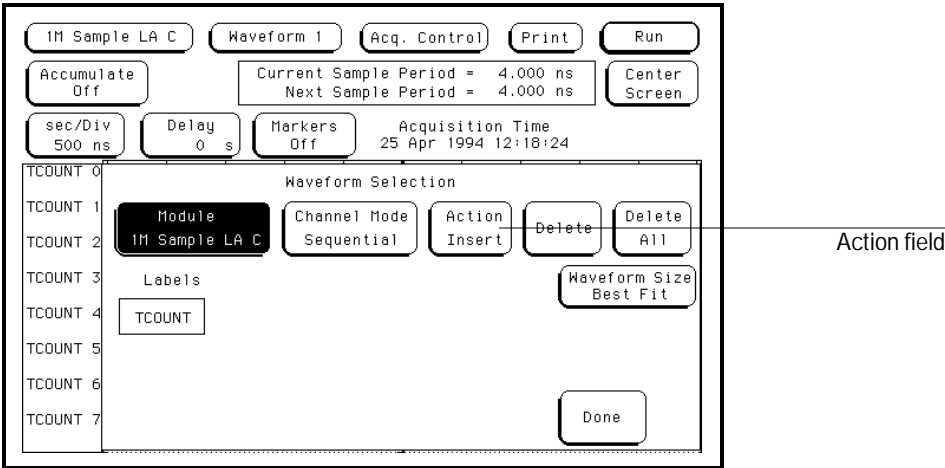 1M Sample LA C Waveform 1 Acq. Control Print Run
Accumulate
Off
Current Sample Period = 4.000 ns
Next Sample Period = 4.000 ns
Center
Screen
sec/Div
500 ns
Delay
0 s
Markers
Off
Acquisition Time
25 Apr 1994 12:18:24
TCOUNT 0
TCOUNT 1
TCOUNT 2
TCOUNT 3
TCOUNT 4
TCOUNT 5
TCOUNT 6
TCOUNT 7
Waveform Selection
Module
1M Sample LA C
Channel Mode
Sequential
Action
Insert
Delete
Delete
All
Action field
Labels
TCOUNT
Waveform Size
Best Fit
Done